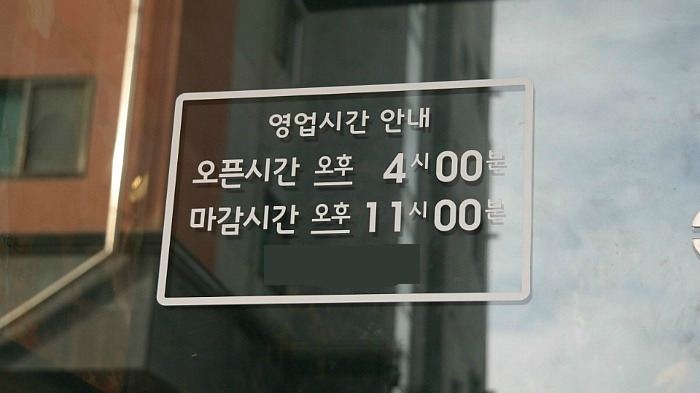 영업시간 안내
오픈시간 오후 4시00분
마감시간 오후 11시00분